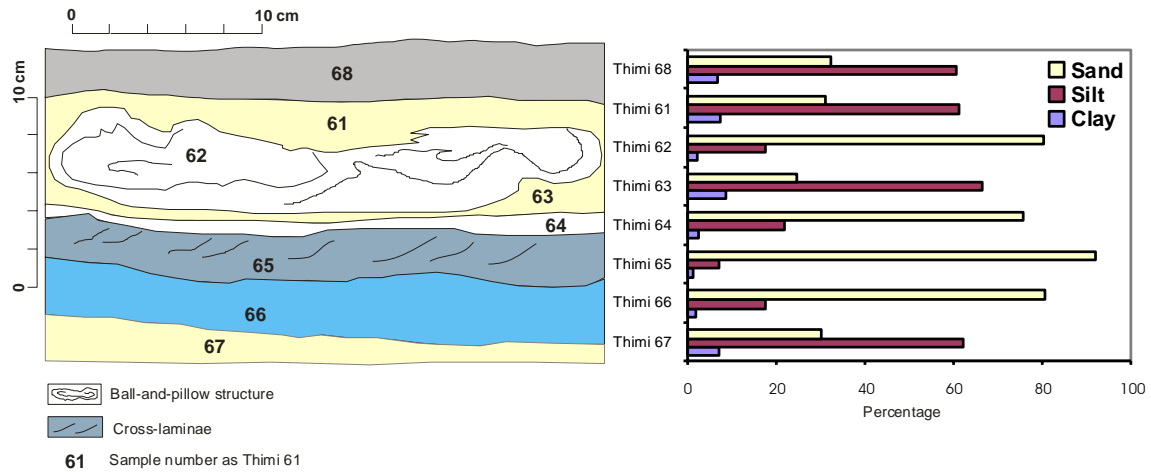 0 10 cm
10 cm
0
68
61
62
63
64
65
66
67
Ball-and-pillow structure
Cross-laminae
61 Sample number as Thimi 61
Thimi 68
Thimi 61
Thimi 62
Thimi 63
Thimi 64
Thimi 65
Thimi 66
Thimi 67
Sand
Silt
Clay
0 20 40 60 80 100
Percentage